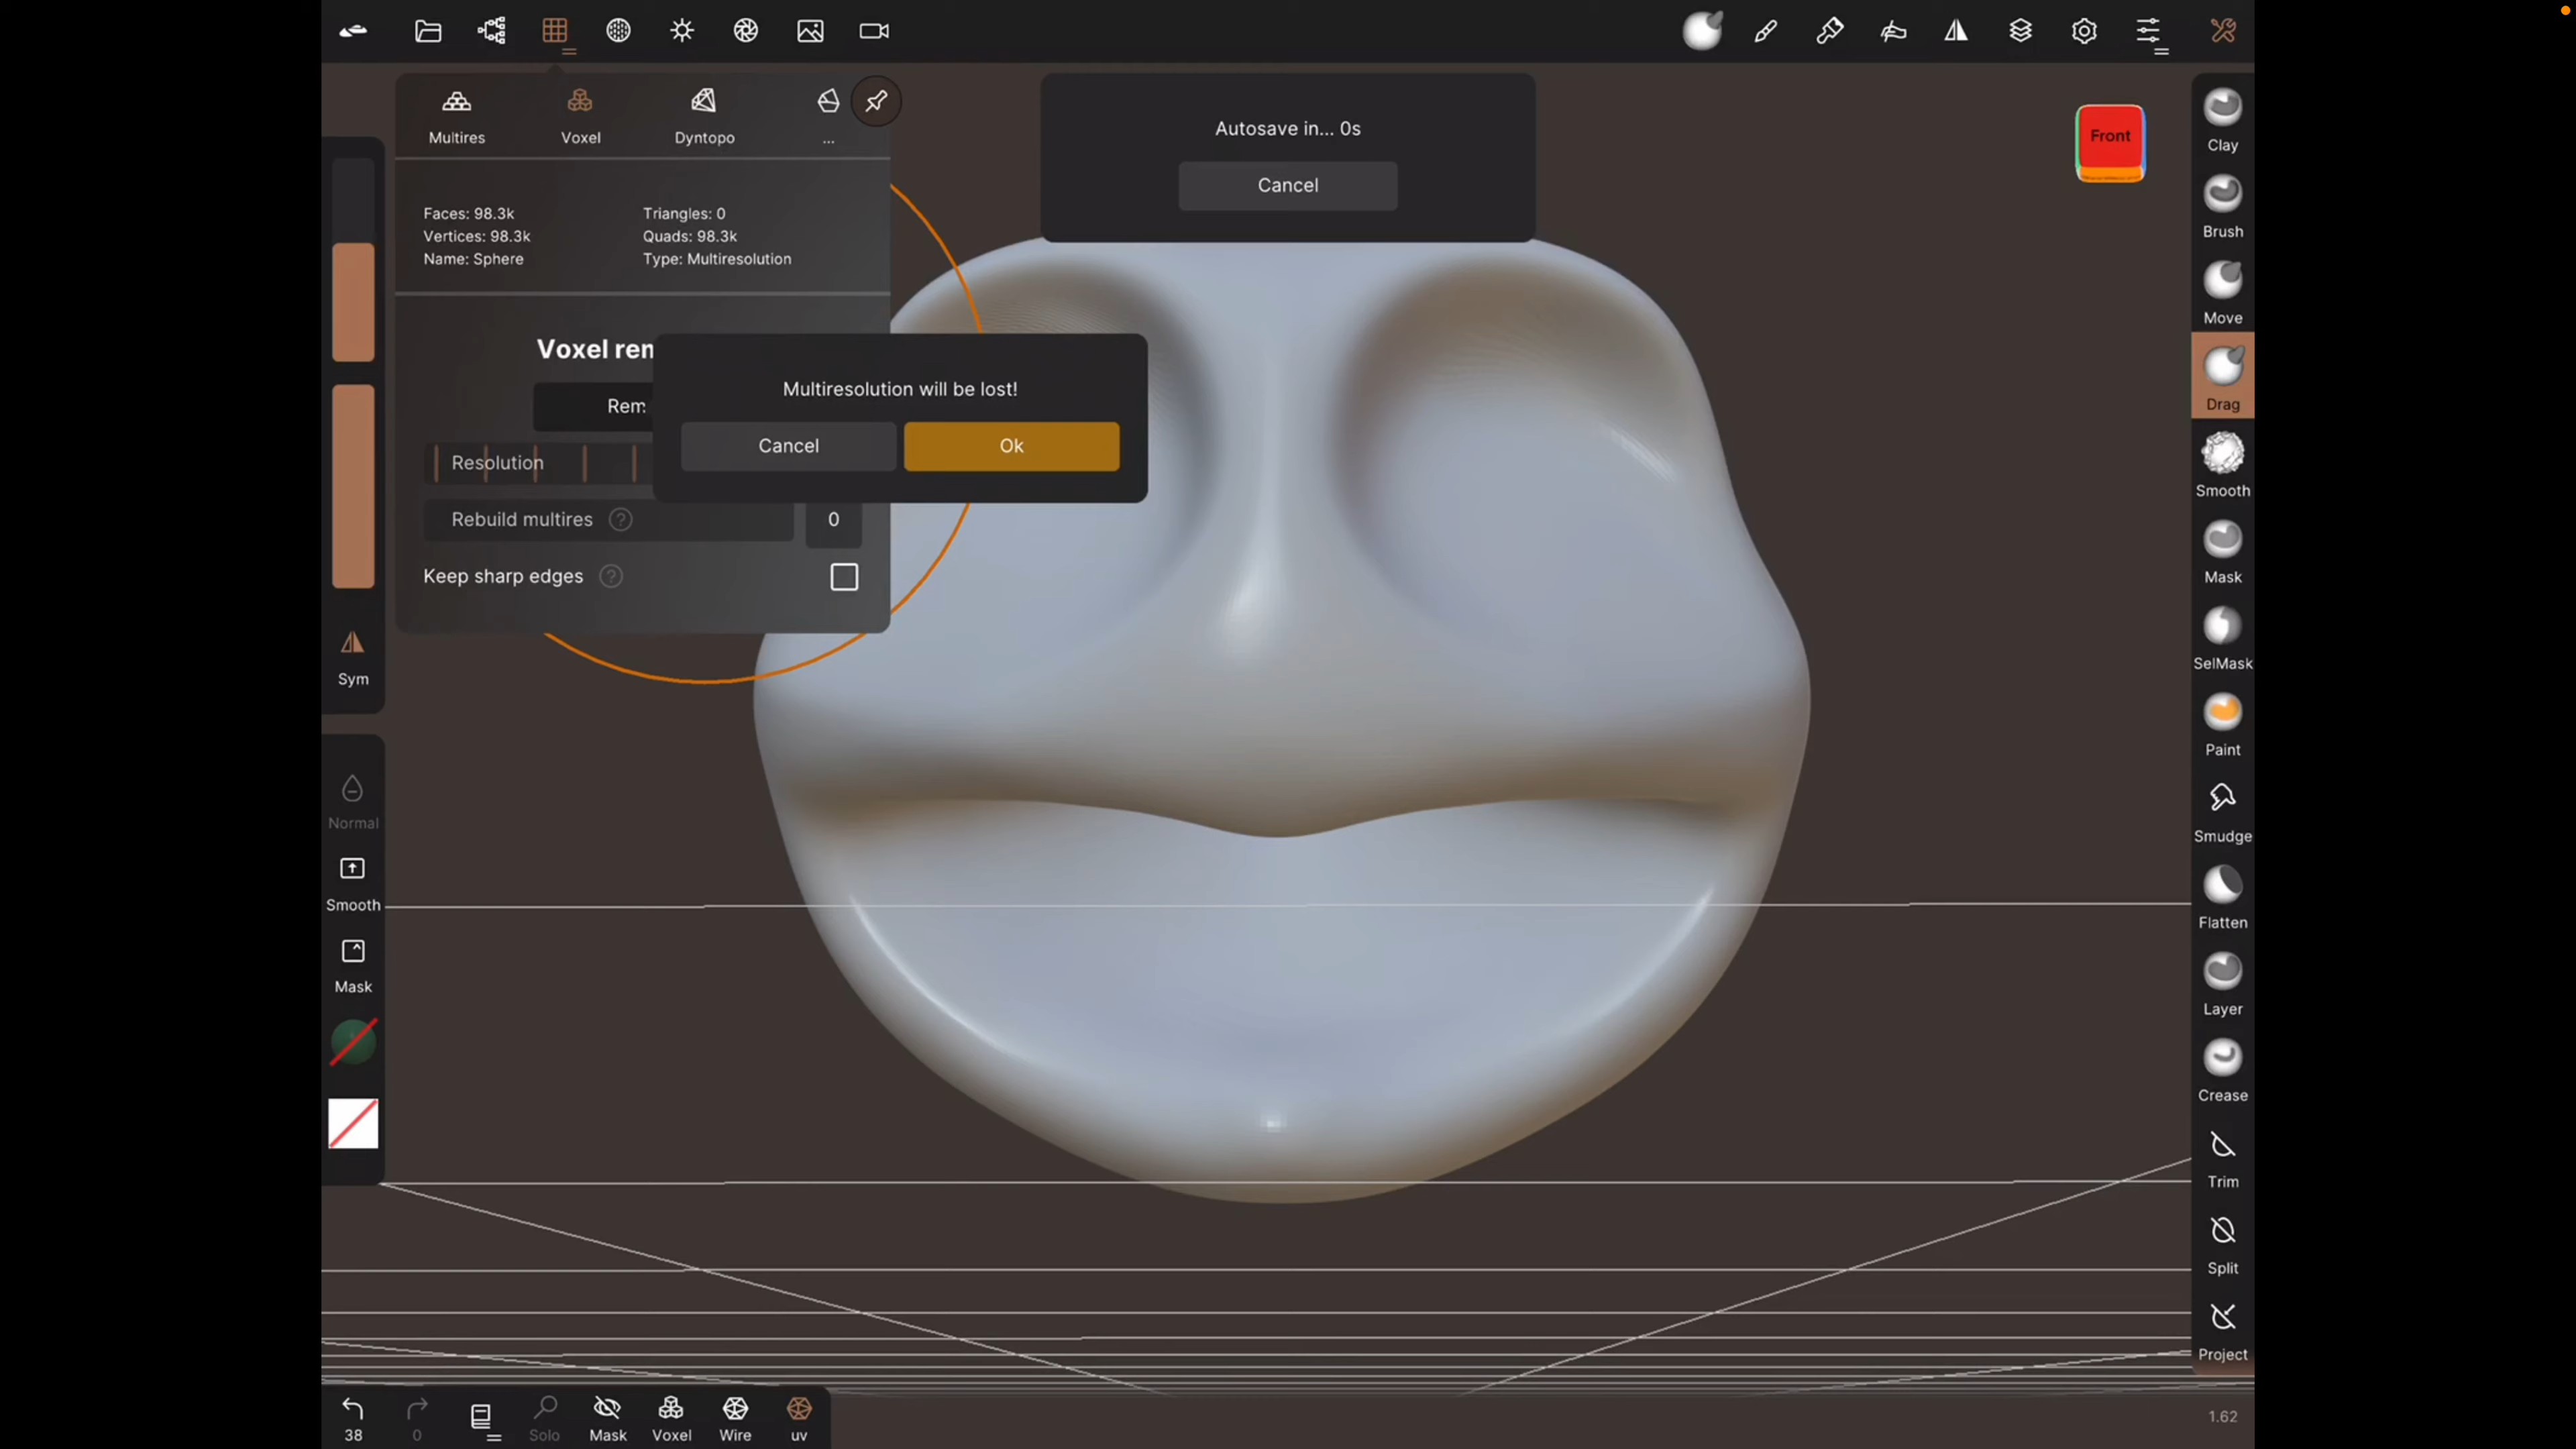 Multires
Voxel
Dyntopo
...
Faces: 98.3k
Triangles: 0
Vertices: 98.3k
Quads: 98.3k
Name: Sphere
Type: Multiresolution
Voxel rem
Rem
Resolution
Rebuild multires ?
0
Keep sharp edges ?
Multiresolution will be lost!
Cancel
Ok
Autosave in... 0s
Cancel
Front
Sym
Normal
Smooth
Mask
Clay
Brush
Move
Drag
Smooth
Mask
SelMask
Paint
Smudge
Flatten
Layer
Crease
Trim
Split
Project
38
0
Solo
Mask
Voxel
Wire
uv
1.62